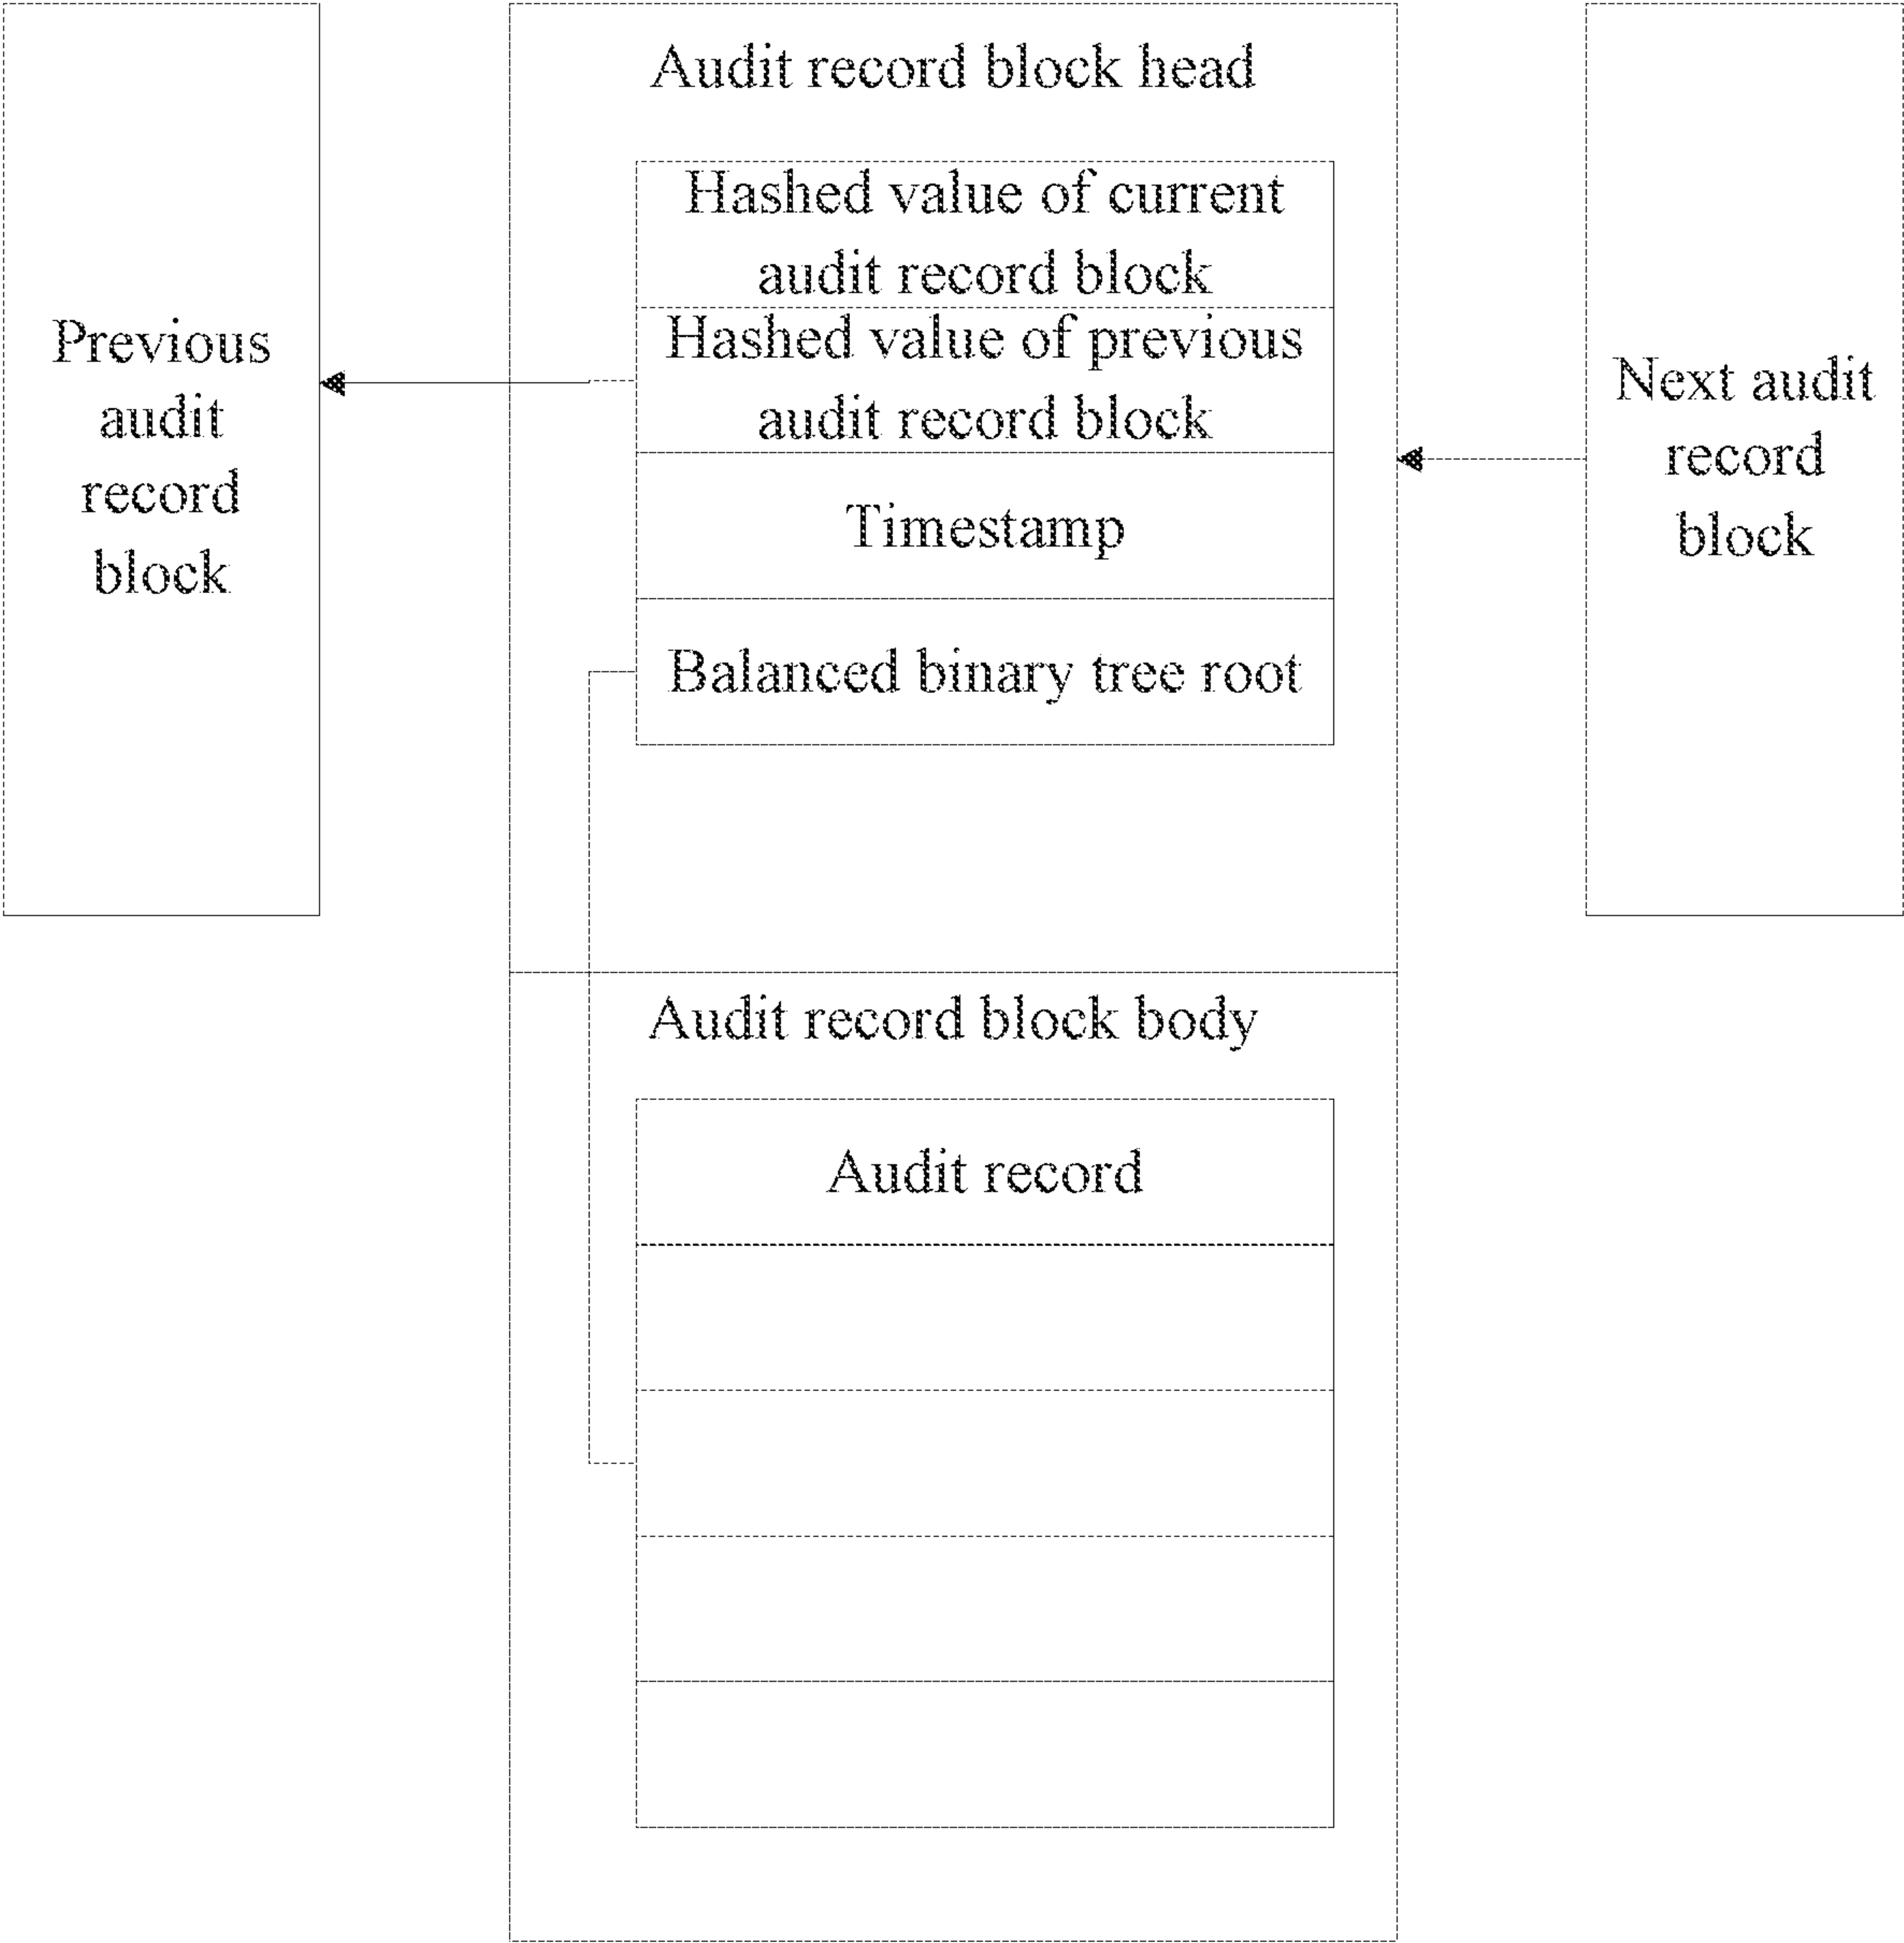 Previous
audit
record
block
Audit record block head
Hashed value of current
audit record block
Hashed value of previous
audit record block
Timestamp
Balanced binary tree root
Next audit
record
block
Audit record block body
Audit record